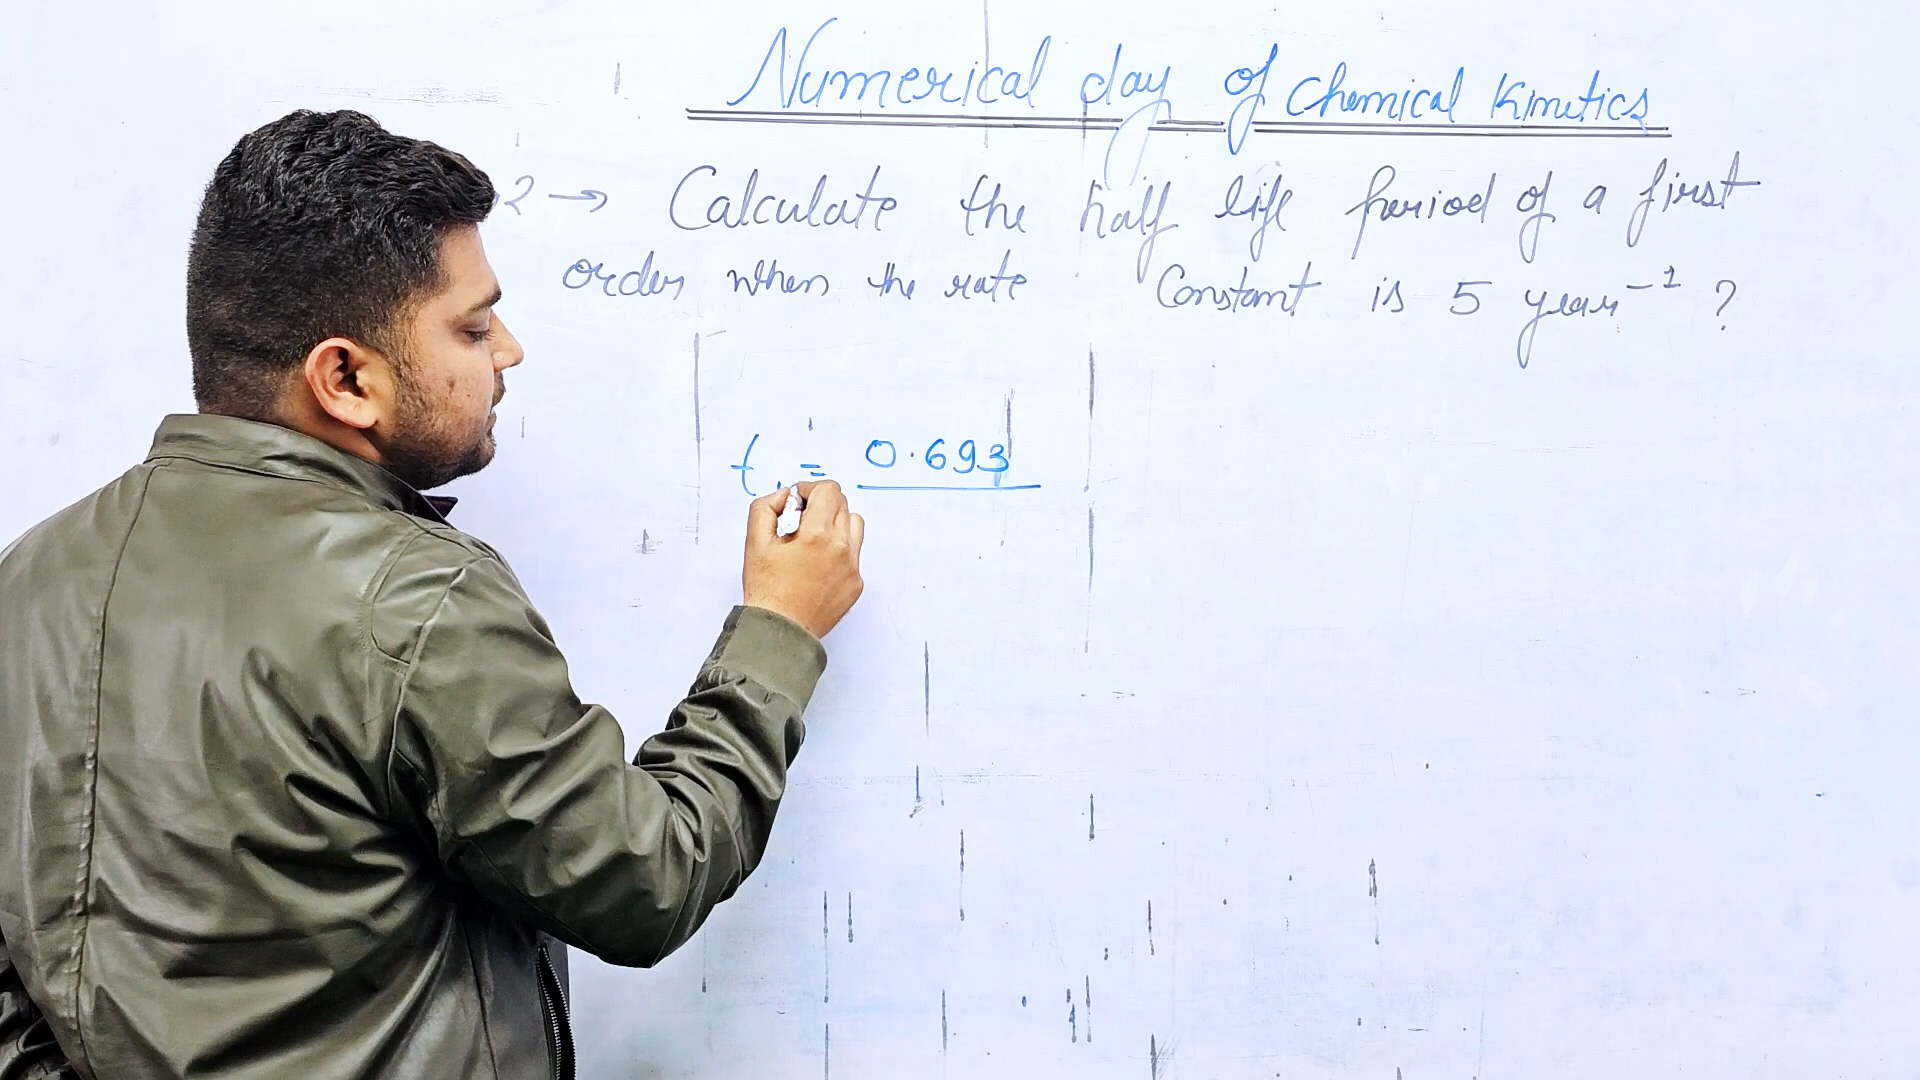 Numerical day of Chemical Kinetics
2 → Calculate the half life period of a first
order when the rate Constant is 5 year⁻¹ ?
t = 0.693